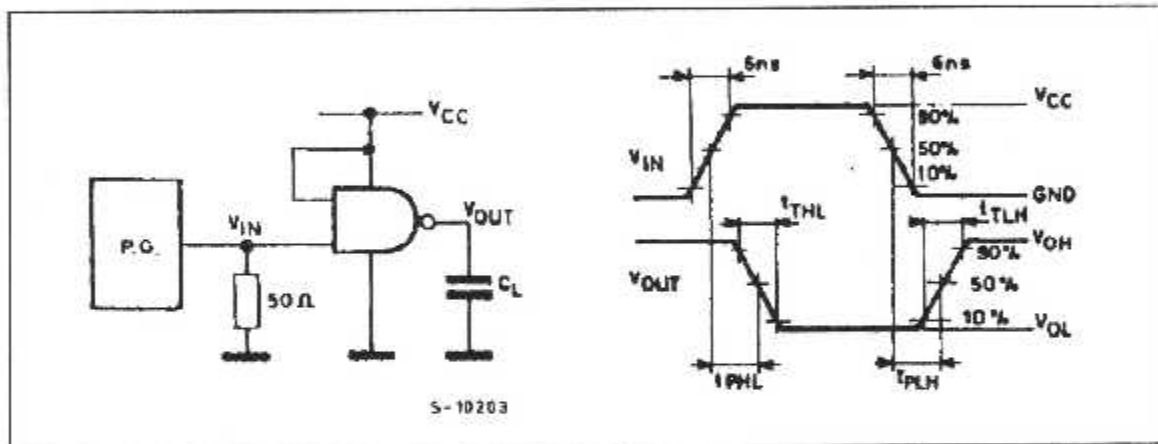 VCC
P.G.
VIN
VOUT
50Ω
CL
S-10203
6ns
6ns
VCC
90%
50%
10%
VIN
GND
tTHL
tTLH
VOH
90%
VOUT
50%
10%
VOL
tPHL
tPLH